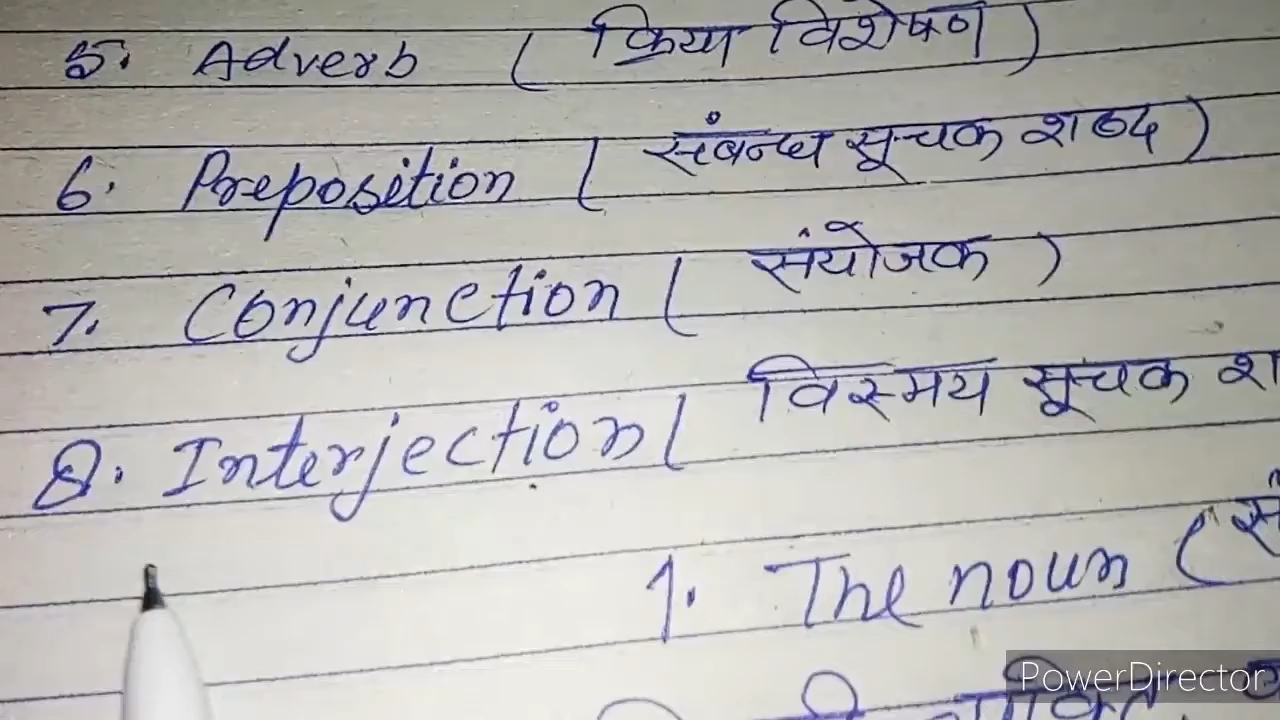 5. Adverb ( क्रिया विशेषण )
6. Preposition ( संबन्ध सूचक शब्द )
7. Conjunction ( संयोजक )
8. Interjection ( विस्मय सूचक श
1. The noun ( सं
PowerDirector